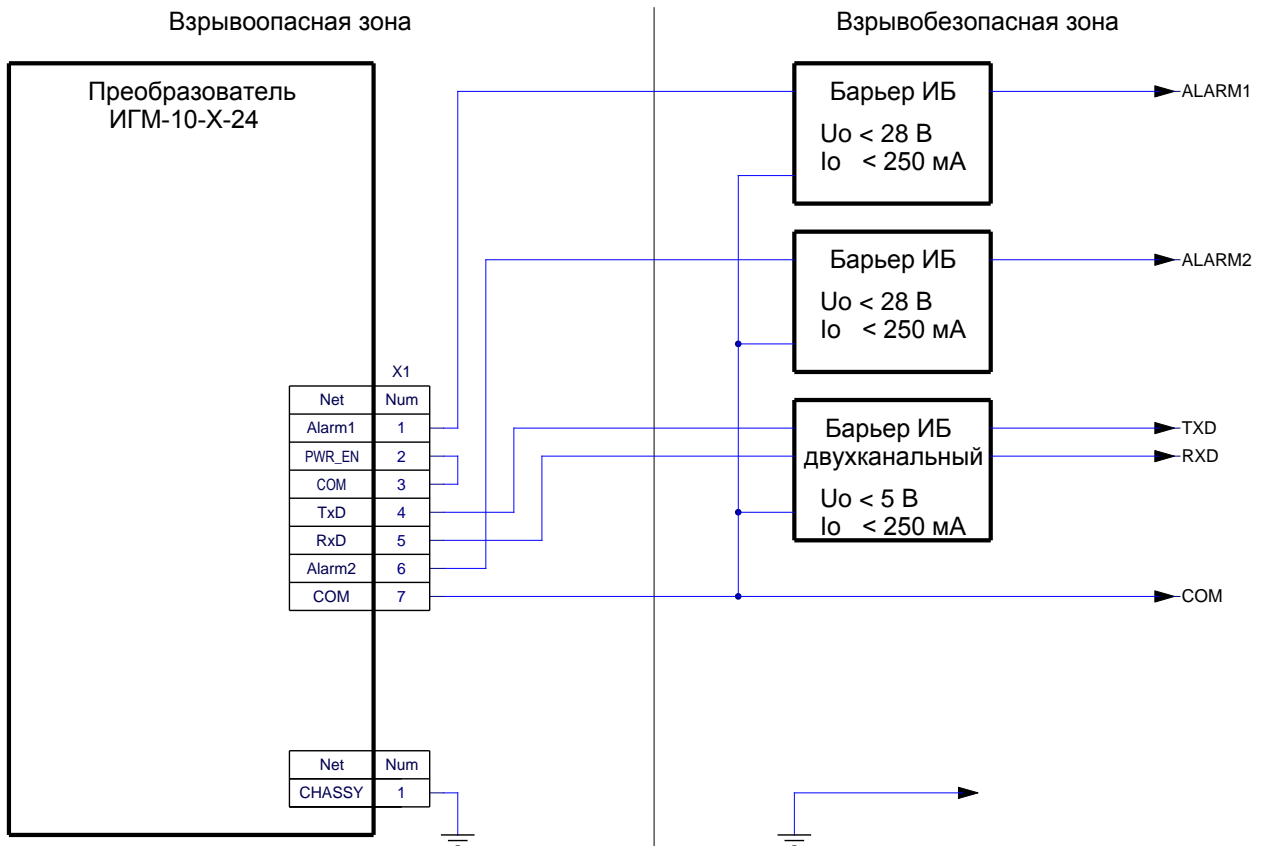 Взрывоопасная зона
Взрывобезопасная зона
Преобразователь
ИГМ-10-Х-24
Барьер ИБ
Uo < 28 В
Io < 250 мА
ALARM1
Барьер ИБ
Uo < 28 В
Io < 250 мА
ALARM2
X1
Net Num
Alarm1 1
PWR_EN 2
COM 3
TxD 4
RxD 5
Alarm2 6
COM 7
Барьер ИБ
двухканальный
Uo < 5 В
Io < 250 мА
TXD
RXD
COM
Net Num
CHASSY 1